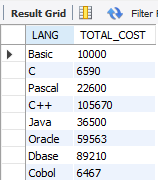 Result Grid Filter
LANG TOTAL_COST
Basic 10000
C 6590
Pascal 22600
C++ 105670
Java 36500
Oracle 59563
Dbase 89210
Cobol 6467